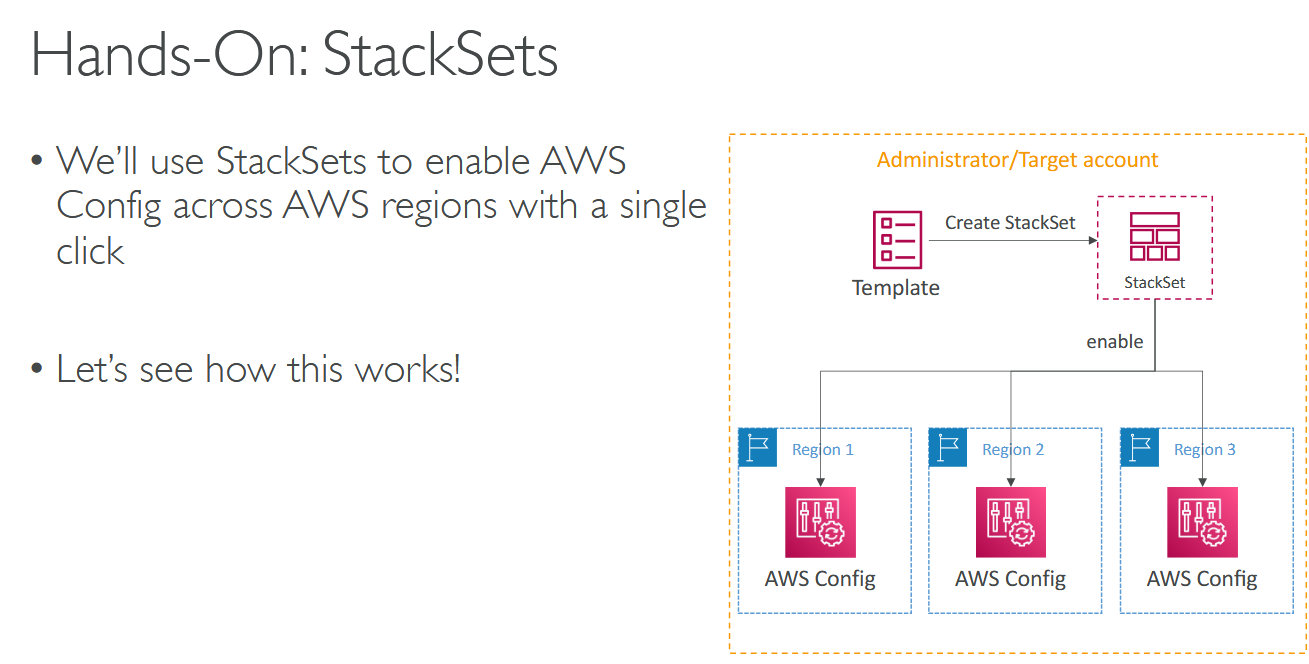 Hands-On: StackSets
• We’ll use StackSets to enable AWS
Config across AWS regions with a single
click
• Let’s see how this works!
Administrator/Target account
Create StackSet
Template
StackSet
enable
Region 1
Region 2
Region 3
AWS Config
AWS Config
AWS Config